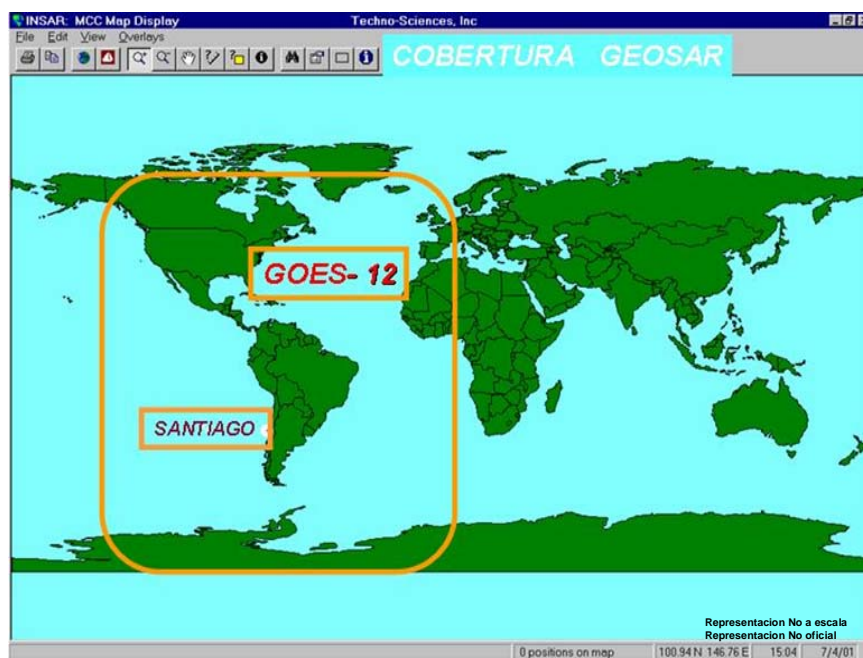 INSAR: MCC Map Display Techno-Sciences, Inc
File Edit View Overlays
COBERTURA GEOSAR
GOES- 12
SANTIAGO
Representacion No a escala
Representacion No oficial
0 positions on map 100.94 N 146.76 E 15:04 7/4/01